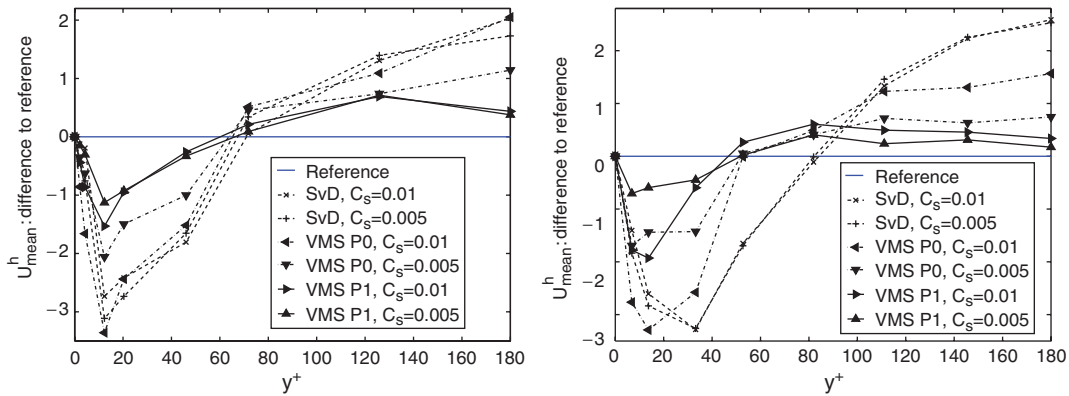 2
1
0
−1
−2
−3
0 20 40 60 80 100 120 140 160 180
y+
U^h_mean: difference to reference
Reference
SvD, C_s=0.01
SvD, C_s=0.005
VMS P0, C_s=0.01
VMS P0, C_s=0.005
VMS P1, C_s=0.01
VMS P1, C_s=0.005
2
1
0
−1
−2
−3
0 20 40 60 80 100 120 140 160 180
y+
U^h_mean: difference to reference
Reference
SvD, C_s=0.01
SvD, C_s=0.005
VMS P0, C_s=0.01
VMS P0, C_s=0.005
VMS P1, C_s=0.01
VMS P1, C_s=0.005